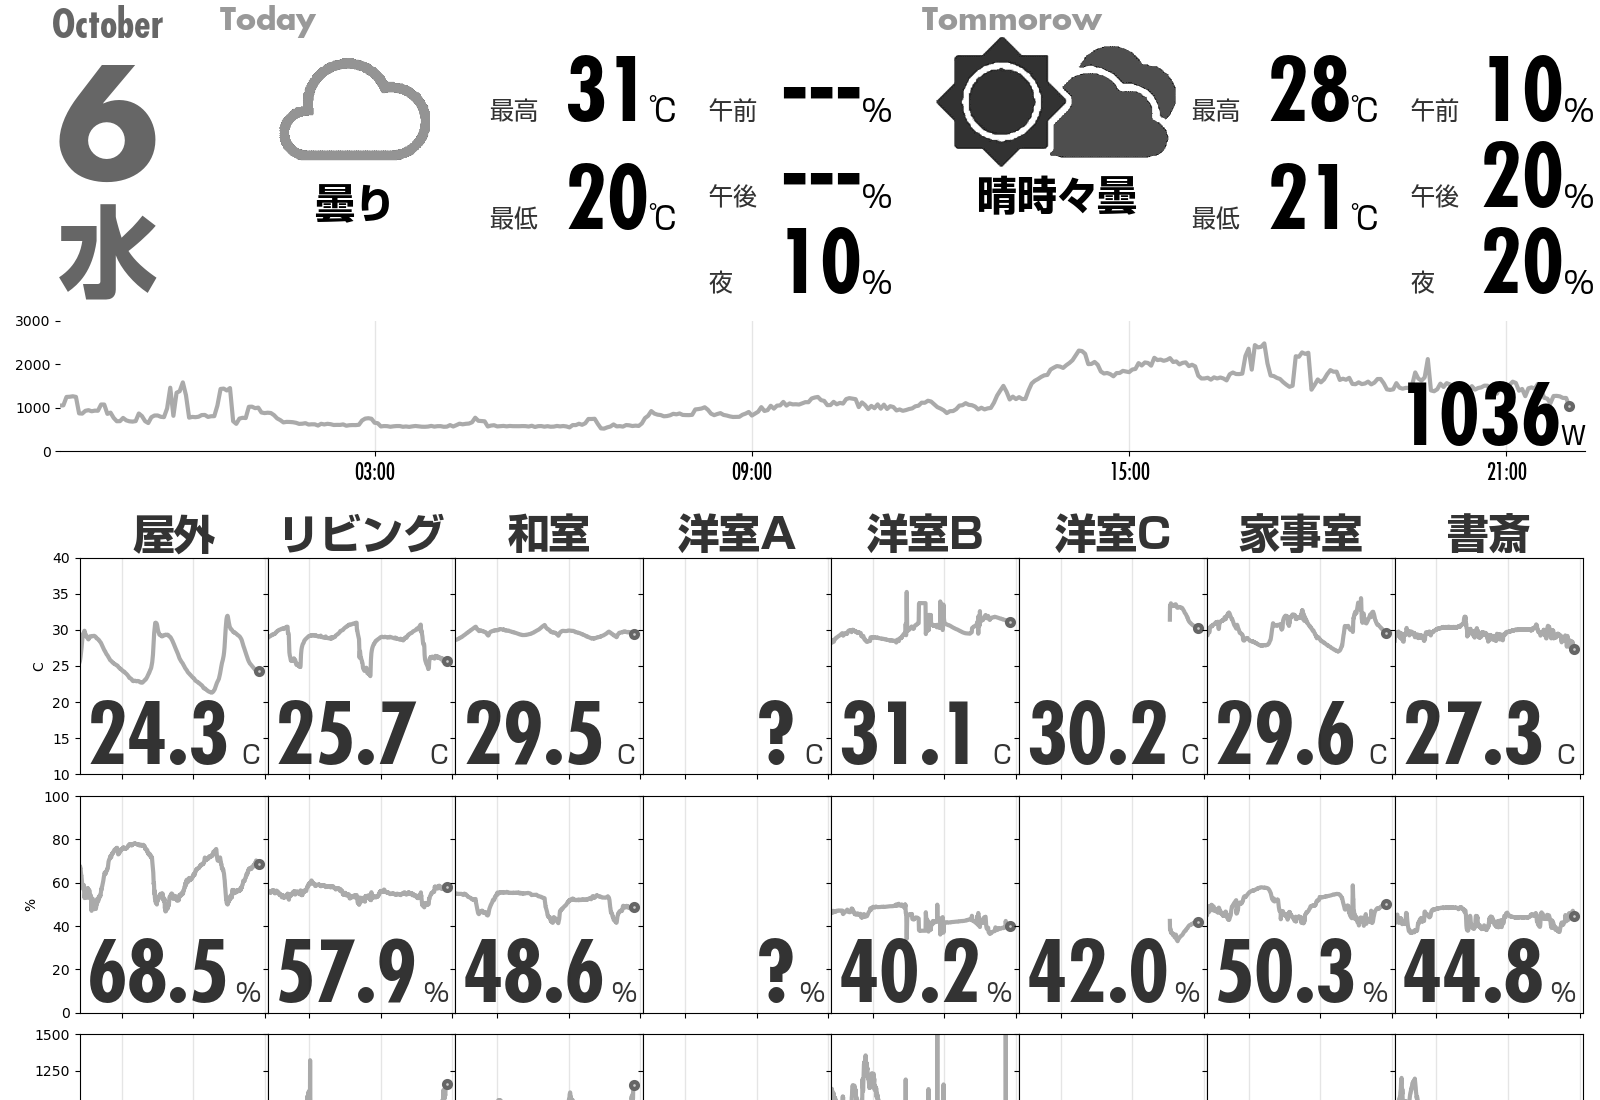 October
6
水
Today
曇り
最高 31℃
最低 20℃
午前 ---%
午後 ---%
夜 10%
Tommorow
晴時々曇
最高 28℃
最低 21℃
午前 10%
午後 20%
夜 20%
3000
2000
1000
0
1036W
03:00 09:00 15:00 21:00
屋外 リビング 和室 洋室A 洋室B 洋室C 家事室 書斎
40
35
30
25
20
15
10
C
24.3 C 25.7 C 29.5 C ? C 31.1 C 30.2 C 29.6 C 27.3 C
100
80
60
40
20
0
%
68.5 % 57.9 % 48.6 % ? % 40.2 % 42.0 % 50.3 % 44.8 %
1500
1250